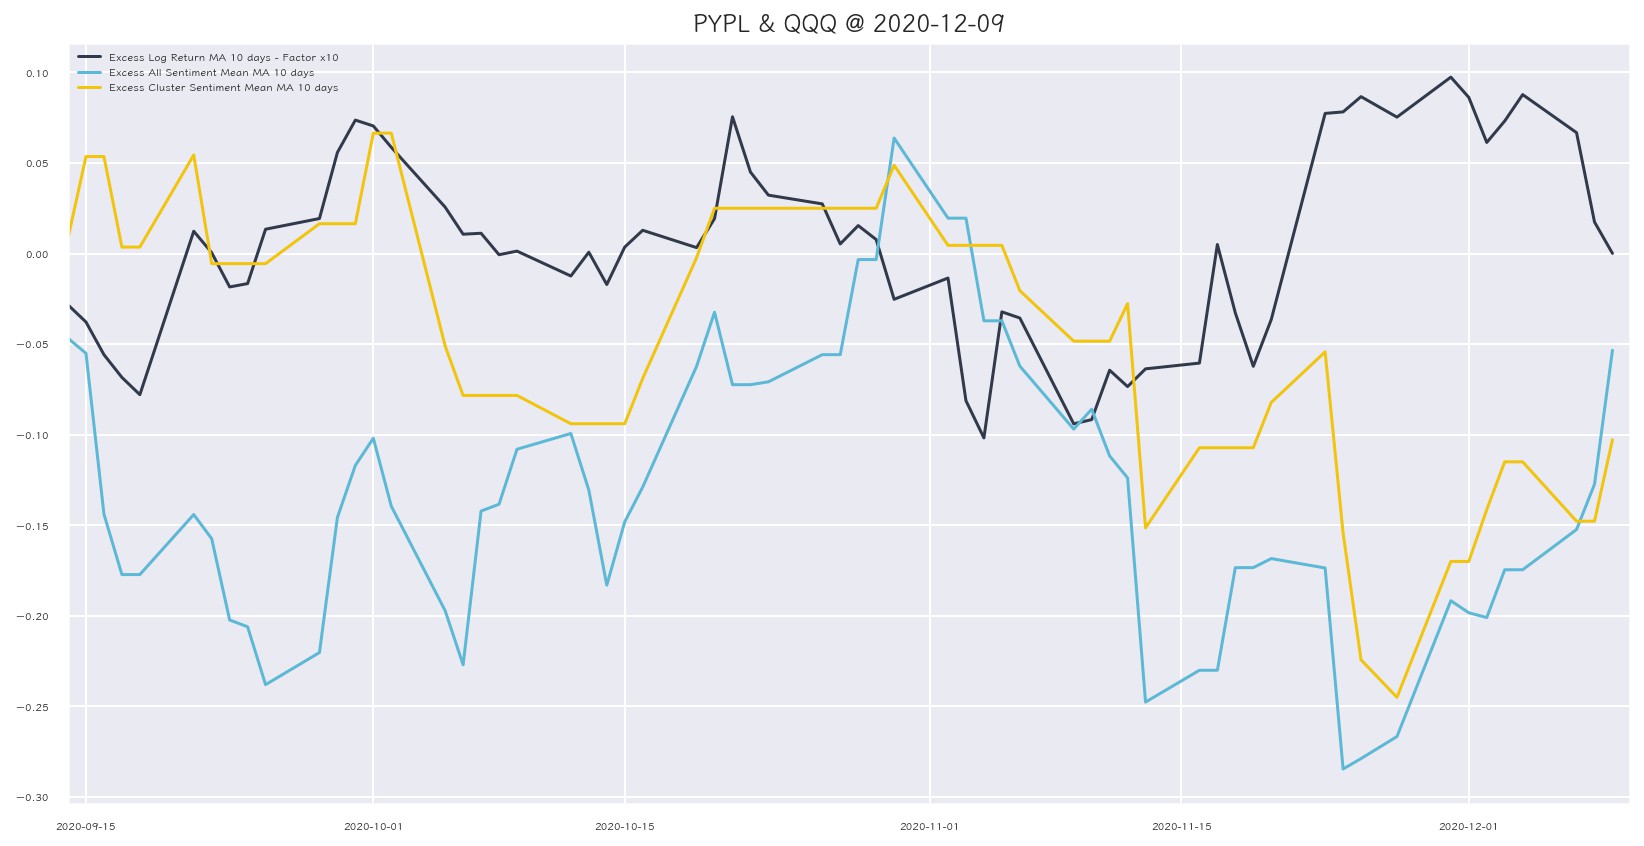 PYPL & QQQ @ 2020-12-09
Excess Log Return MA 10 days - Factor x10
Excess All Sentiment Mean MA 10 days
Excess Cluster Sentiment Mean MA 10 days
0.10
0.05
0.00
−0.05
−0.10
−0.15
−0.20
−0.25
−0.30
2020-09-15 2020-10-01 2020-10-15 2020-11-01 2020-11-15 2020-12-01